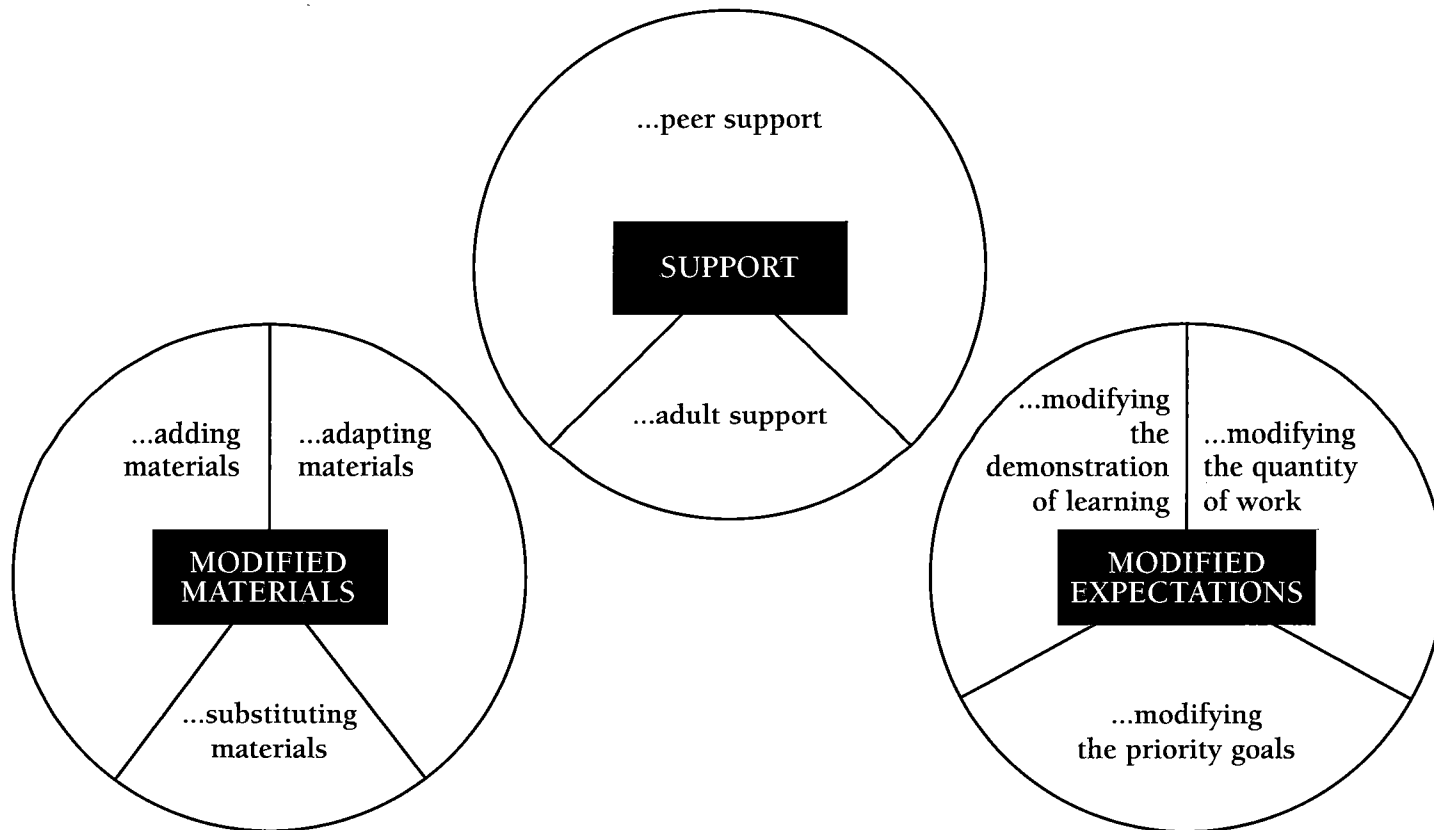 ...peer support
SUPPORT
...adult support
...adding
materials
...adapting
materials
MODIFIED
MATERIALS
...substituting
materials
...modifying
the
demonstration
of learning
...modifying
the quantity
of work
MODIFIED
EXPECTATIONS
...modifying
the priority goals